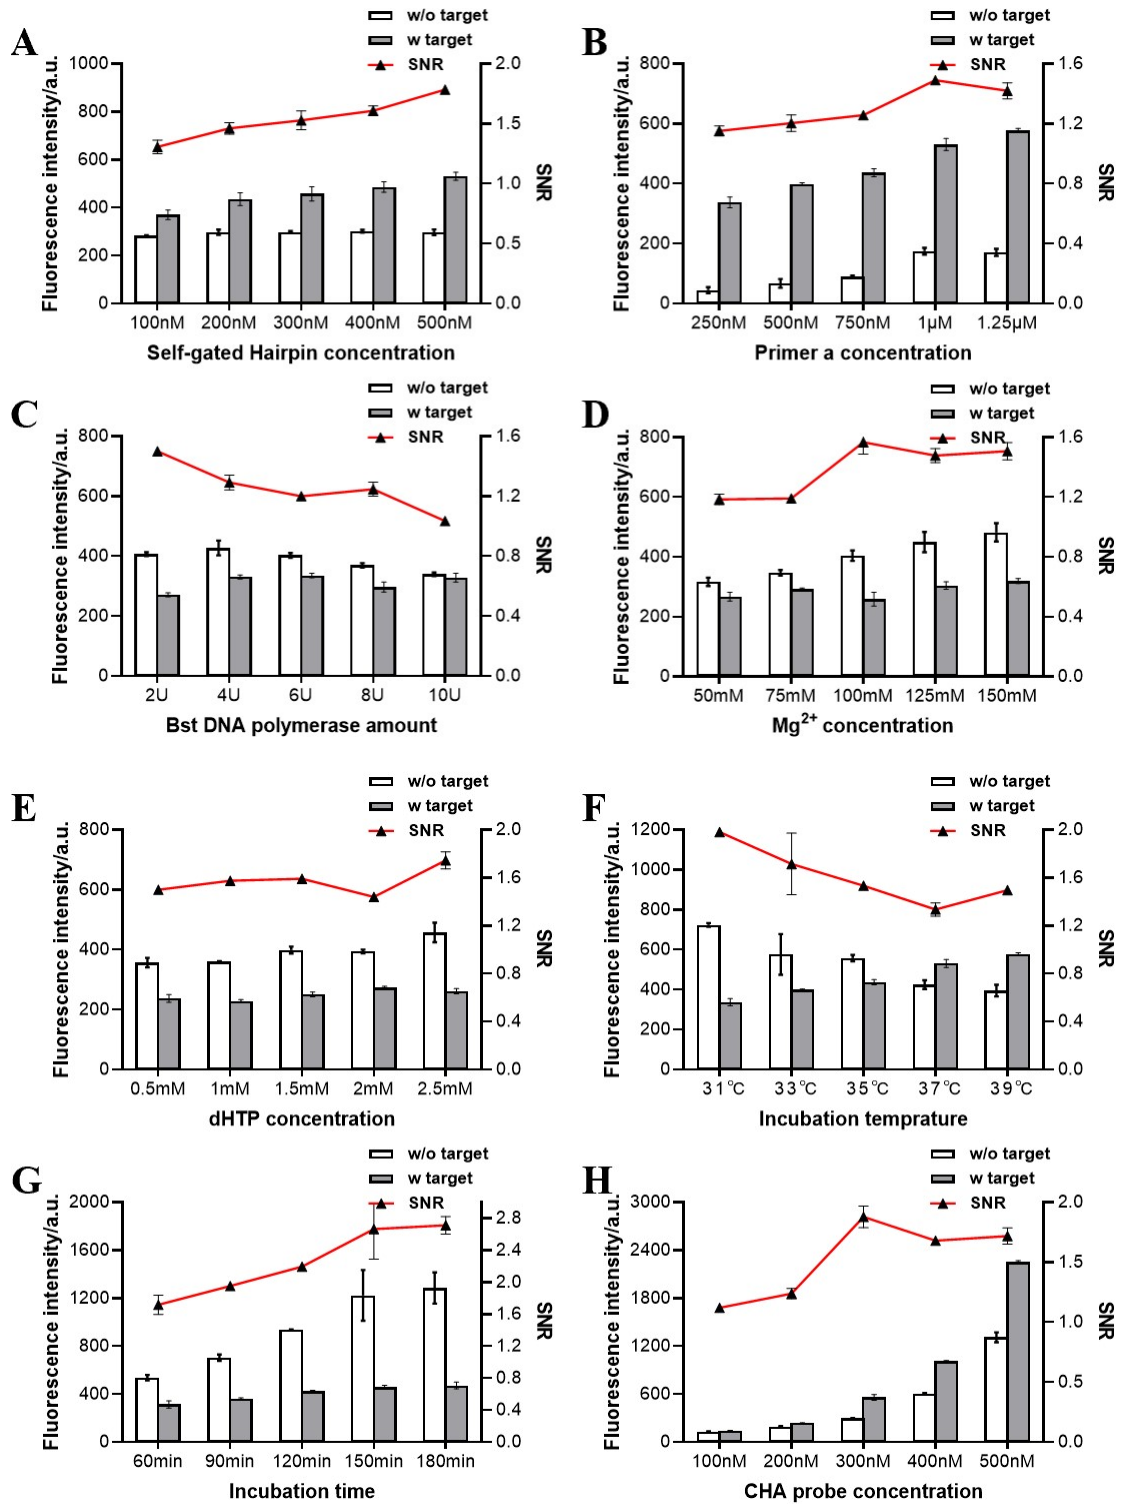 A
w/o target
w target
SNR
Fluorescence intensity/a.u.
1000
800
600
400
200
0
2.0
1.5
1.0
0.5
0.0
SNR
100nM 200nM 300nM 400nM 500nM
Self-gated Hairpin concentration
B
w/o target
w target
SNR
Fluorescence intensity/a.u.
800
600
400
200
0
1.6
1.2
0.8
0.4
0.0
SNR
250nM 500nM 750nM 1μM 1.25μM
Primer a concentration
C
w/o target
w target
SNR
Fluorescence intensity/a.u.
800
600
400
200
0
1.6
1.2
0.8
0.4
0.0
SNR
2U 4U 6U 8U 10U
Bst DNA polymerase amount
D
w/o target
w target
SNR
Fluorescence intensity/a.u.
800
600
400
200
0
1.6
1.2
0.8
0.4
0.0
SNR
50mM 75mM 100mM 125mM 150mM
Mg²⁺ concentration
E
w/o target
w target
SNR
Fluorescence intensity/a.u.
800
600
400
200
0
2.0
1.6
1.2
0.8
0.4
0.0
SNR
0.5mM 1mM 1.5mM 2mM 2.5mM
dHTP concentration
F
w/o target
w target
SNR
Fluorescence intensity/a.u.
1200
1000
800
600
400
200
0
2.0
1.6
1.2
0.8
0.4
0.0
SNR
31℃ 33℃ 35℃ 37℃ 39℃
Incubation temprature
G
w/o target
w target
SNR
Fluorescence intensity/a.u.
2000
1600
1200
800
400
0
2.8
2.4
2.0
1.6
1.2
0.8
0.4
0.0
SNR
60min 90min 120min 150min 180min
Incubation time
H
w/o target
w target
SNR
Fluorescence intensity/a.u.
3000
2400
1800
1200
600
0
2.0
1.5
1.0
0.5
0.0
SNR
100nM 200nM 300nM 400nM 500nM
CHA probe concentration